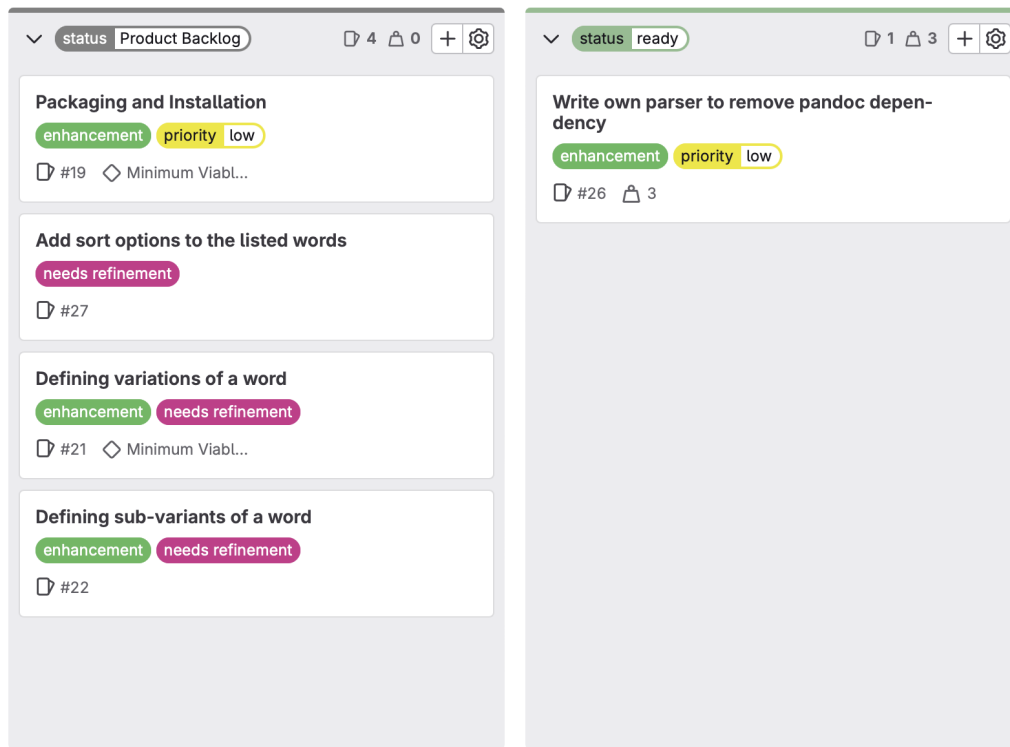 status Product Backlog 4 0
Packaging and Installation
enhancement priority low
#19 Minimum Viabl...
Add sort options to the listed words
needs refinement
#27
Defining variations of a word
enhancement needs refinement
#21 Minimum Viabl...
Defining sub-variants of a word
enhancement needs refinement
#22
status ready 1 3
Write own parser to remove pandoc depen-
dency
enhancement priority low
#26 3